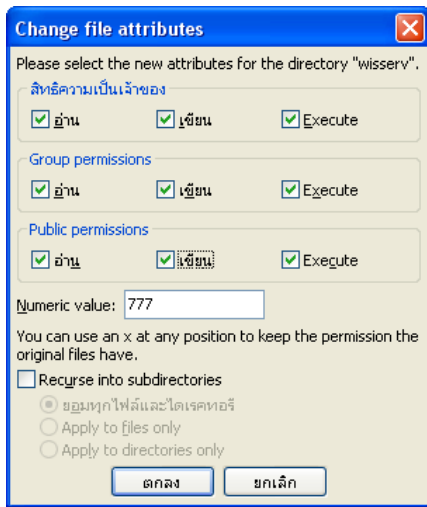 Change file attributes
Please select the new attributes for the directory "wisserv".
สิทธิความเป็นเจ้าของ
อ่าน เขียน Execute
Group permissions
อ่าน เขียน Execute
Public permissions
อ่าน เขียน Execute
Numeric value: 777
You can use an x at any position to keep the permission the
original files have.
Recurse into subdirectories
ยอมทุกไฟล์และไดเรคทอรี
Apply to files only
Apply to directories only
ตกลง ยกเลิก